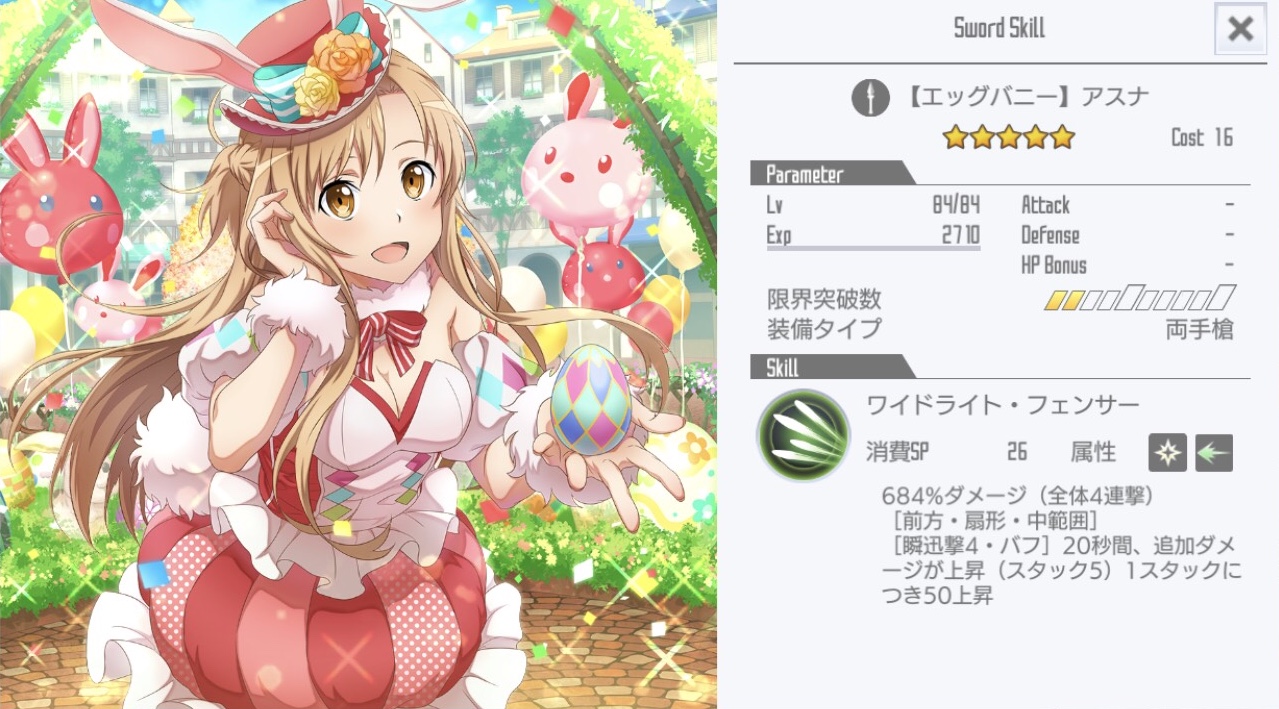 Sword Skill
【エッグバニー】アスナ
Cost 16
Parameter
Lv 84/84 Attack -
Exp 2710 Defense -
HP Bonus -
限界突破数
装備タイプ 両手槍
Skill
ワイドライト・フェンサー
消費SP 26 属性
684%ダメージ（全体4連撃）
［前方・扇形・中範囲］
［瞬迅撃4・バフ］20秒間、追加ダメ
ージが上昇（スタック5）1スタックに
つき50上昇